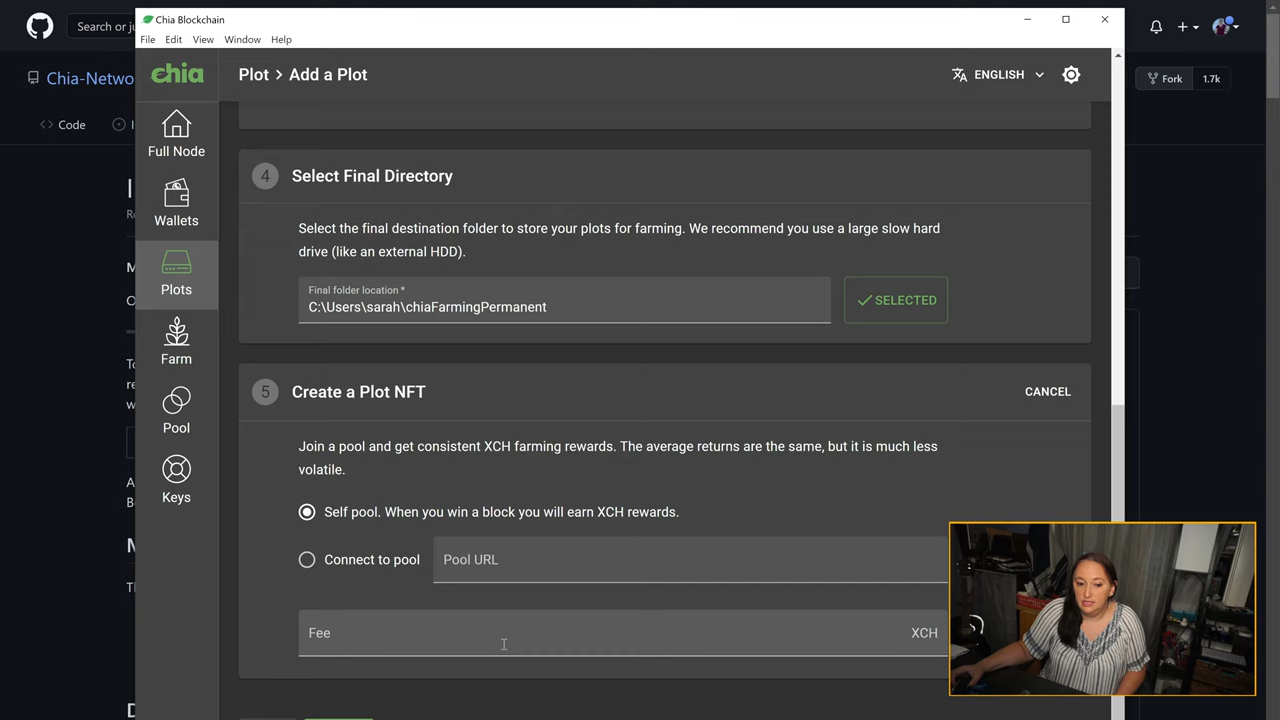 Search or ju
Chia Blockchain
File Edit View Window Help
Chia-Netwo
Fork 1.7k
Code
chia
Plot > Add a Plot
ENGLISH
Full Node
Wallets
Plots
Farm
Pool
Keys
4 Select Final Directory
Select the final destination folder to store your plots for farming. We recommend you use a large slow hard
drive (like an external HDD).
Final folder location *
C:\Users\sarah\chiaFarmingPermanent
SELECTED
5 Create a Plot NFT
CANCEL
Join a pool and get consistent XCH farming rewards. The average returns are the same, but it is much less
volatile.
Self pool. When you win a block you will earn XCH rewards.
Connect to pool Pool URL
Fee XCH